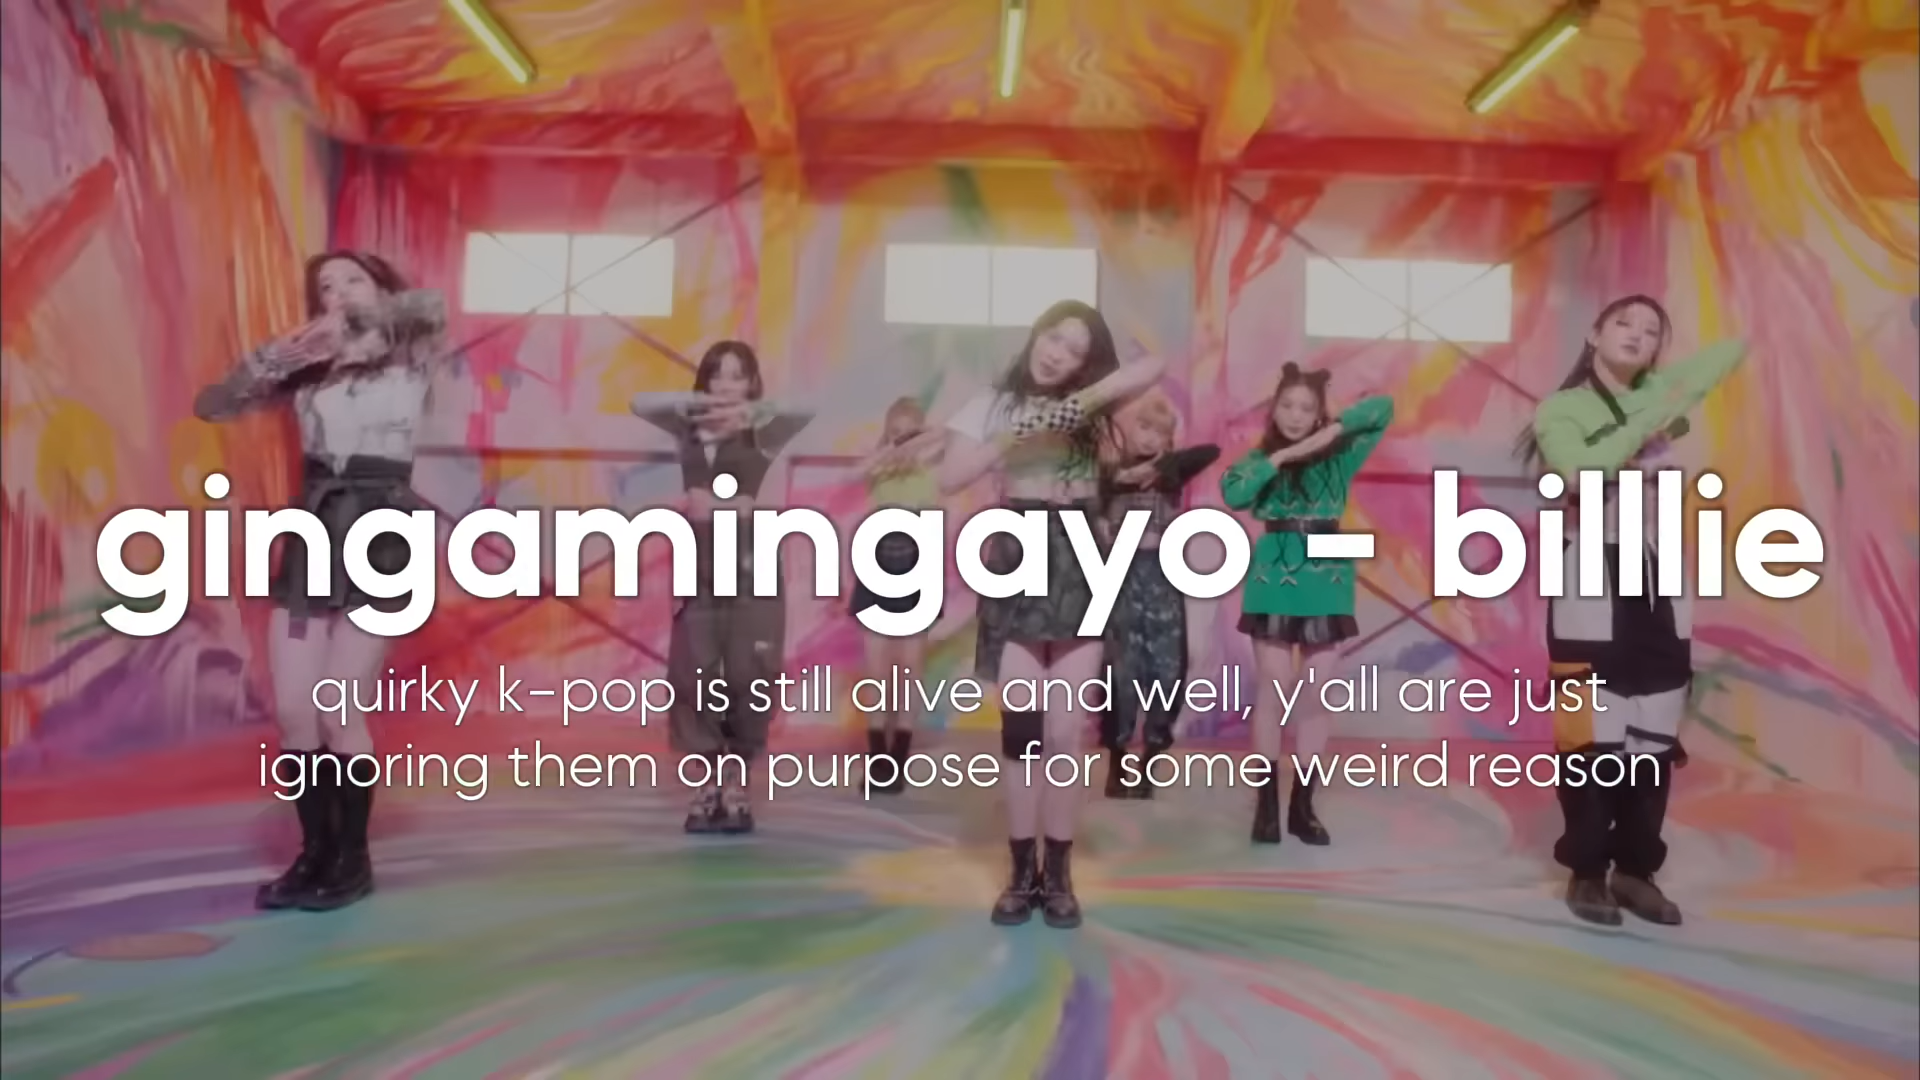 gingamingayo - billlie
quirky k-pop is still alive and well, y'all are just
ignoring them on purpose for some weird reason